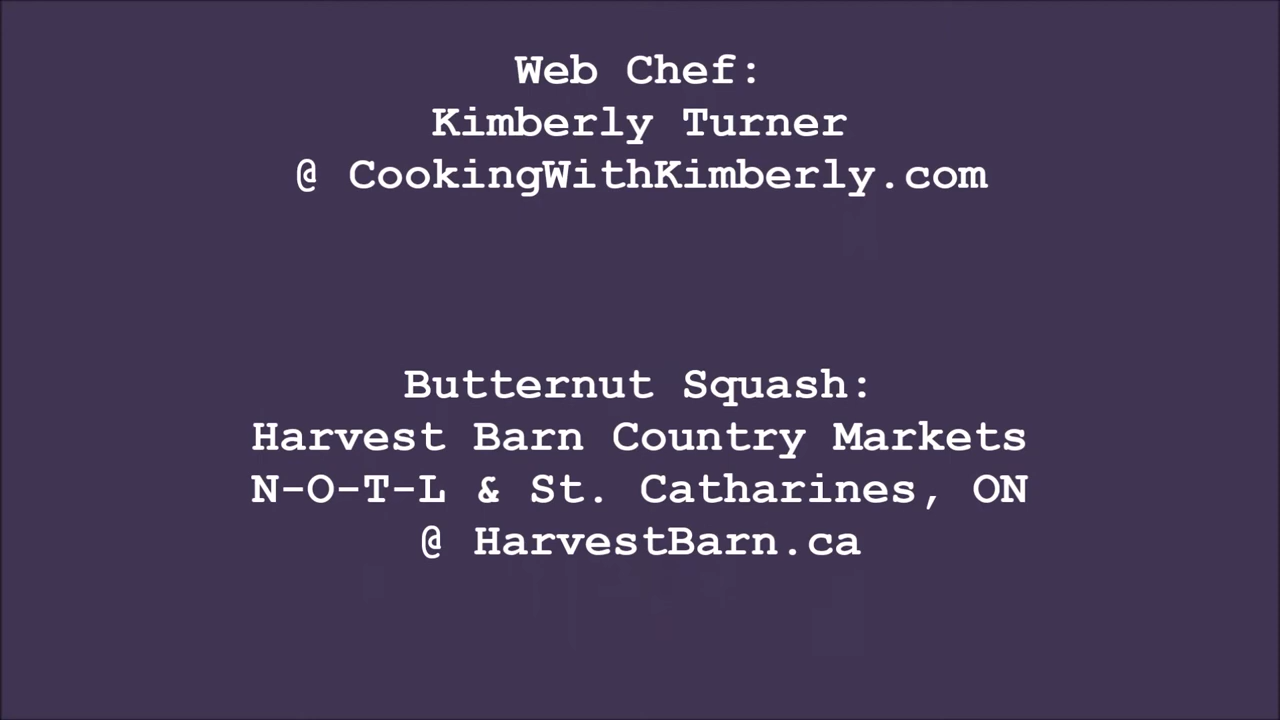 Web Chef:
Kimberly Turner
@ CookingWithKimberly.com
Butternut Squash:
Harvest Barn Country Markets
N-O-T-L & St. Catharines, ON
@ HarvestBarn.ca